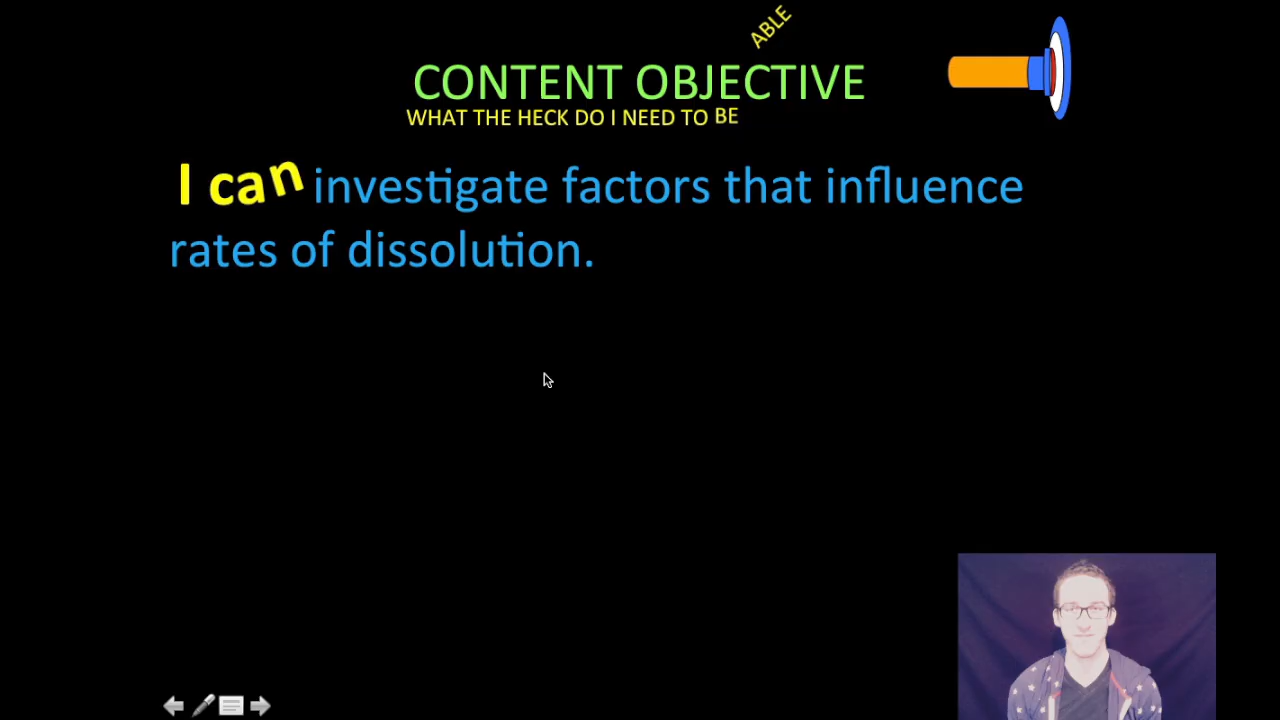 ABLE
CONTENT OBJECTIVE
WHAT THE HECK DO I NEED TO BE
I can investigate factors that influence
rates of dissolution.